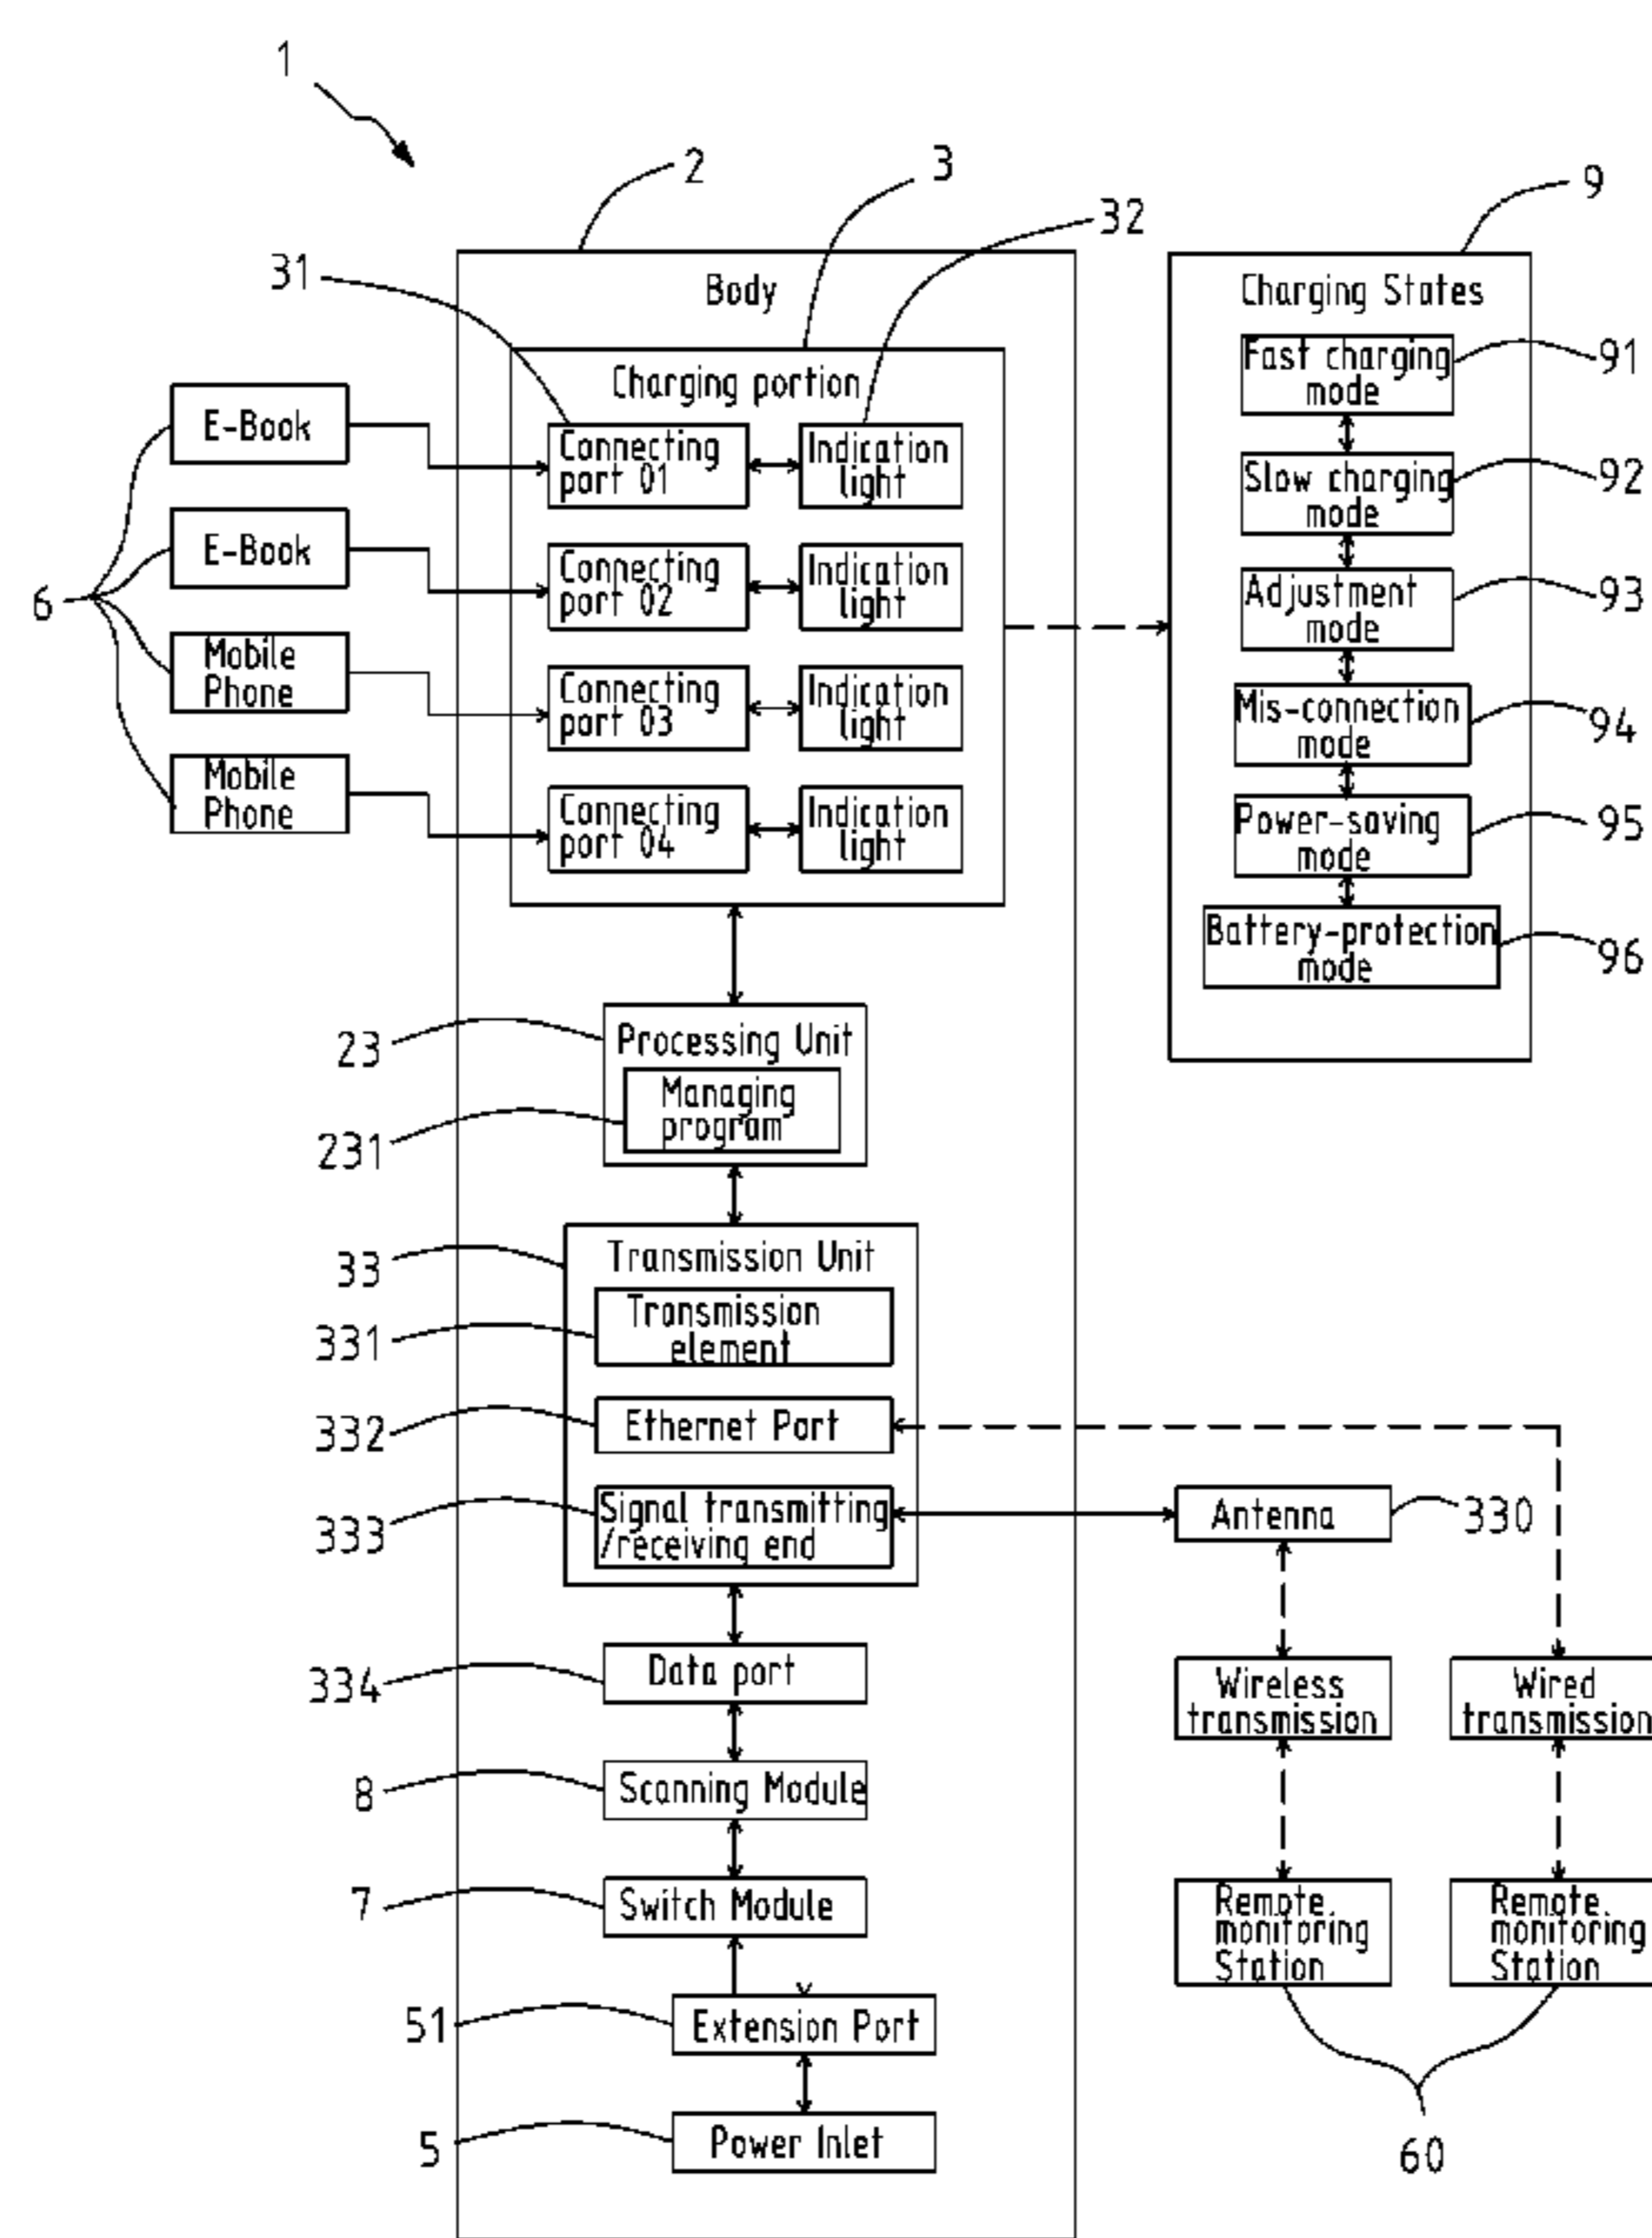 1
2
3
32
9
31
Body
Charging States
Charging portion
Fast charging
mode
91
E-Book
Connecting
port 01
Indication
light
Slow charging
mode
92
E-Book
Connecting
port 02
Indication
light
Adjustment
mode
93
6
Mobile
Phone
Connecting
port 03
Indication
light
Mis-connection
mode
94
Mobile
Phone
Connecting
port 04
Indication
light
Power-saving
mode
95
Battery-protection
mode
96
23
Processing Unit
231
Managing
program
33
Transmission Unit
331
Transmission
element
332
Ethernet Port
333
Signal transmitting
/receiving end
Antenna
330
334
Data port
Wireless
transmission
Wired
transmission
8
Scanning Module
7
Switch Module
Remote
monitoring
Station
Remote
monitoring
Station
51
Extension Port
5
Power Inlet
60